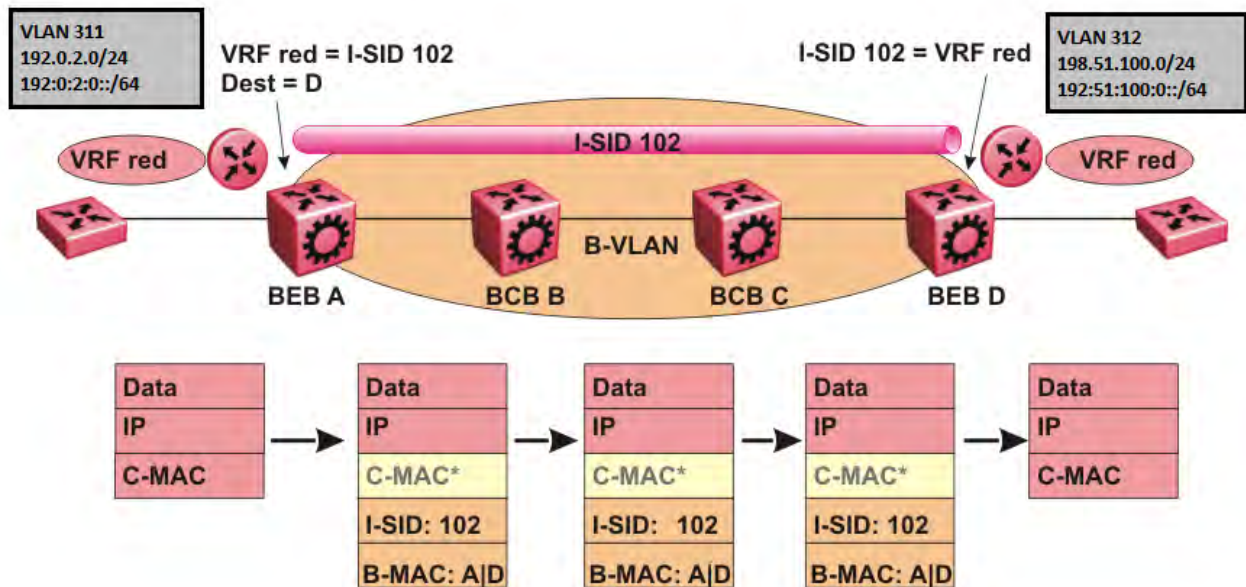 VLAN 311
192.0.2.0/24
192:0:2:0::/64
VRF red = I-SID 102
Dest = D
I-SID 102 = VRF red
VLAN 312
198.51.100.0/24
192:51:100:0::/64
I-SID 102
VRF red
VRF red
B-VLAN
BEB A
BCB B
BCB C
BEB D
Data
IP
C-MAC
Data
IP
C-MAC*
I-SID: 102
B-MAC: A|D
Data
IP
C-MAC*
I-SID: 102
B-MAC: A|D
Data
IP
C-MAC*
I-SID: 102
B-MAC: A|D
Data
IP
C-MAC